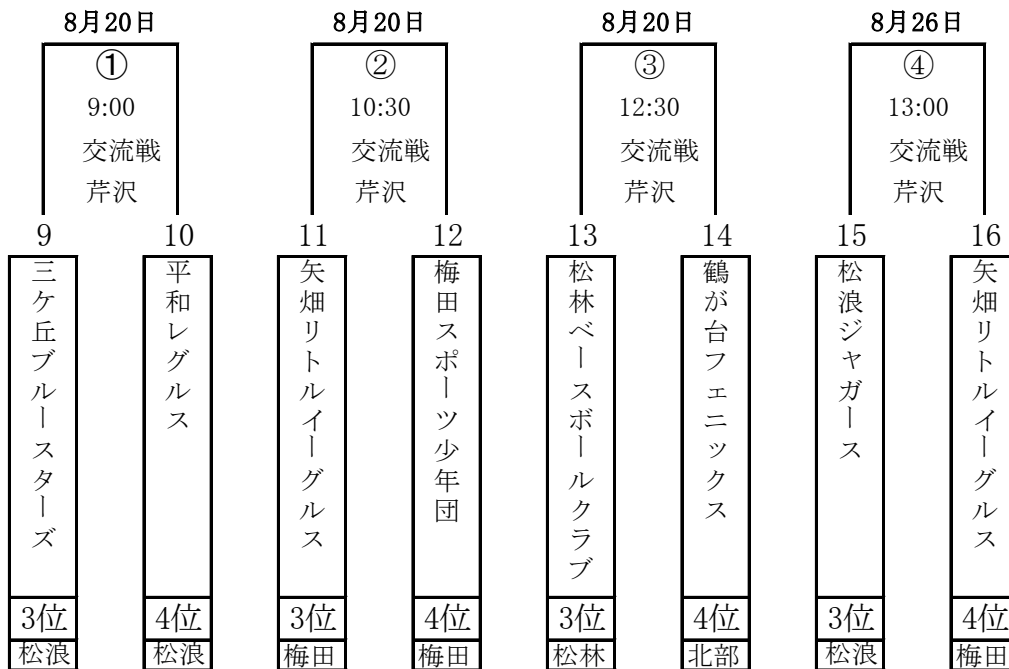 8月20日 8月20日 8月20日 8月26日
① ② ③ ④
9:00 10:30 12:30 13:00
交流戦 交流戦 交流戦 交流戦
芹沢 芹沢 芹沢 芹沢
9 10 11 12 13 14 15 16
三ケ丘ブルースターズ
平和レグルス
矢畑リトルイーグルス
梅田スポーツ少年団
松林ベースボールクラブ
鶴が台フェニックス
松浪ジャガース
矢畑リトルイーグルス
3位 4位 3位 4位 3位 4位 3位 4位
松浪 松浪 梅田 梅田 松林 北部 松浪 梅田